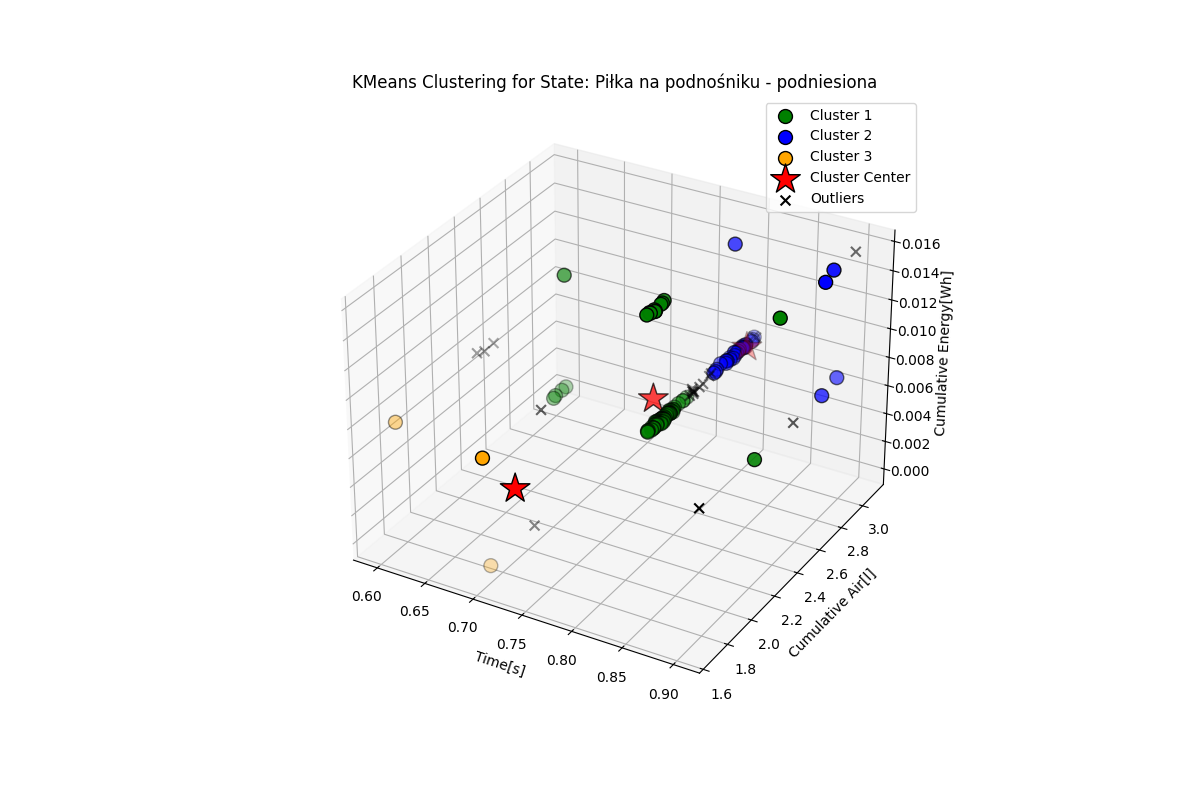 KMeans Clustering for State: Piłka na podnośniku - podniesiona
Cluster 1
Cluster 2
Cluster 3
Cluster Center
Outliers
0.016
0.014
0.012
0.010
0.008
0.006
0.004
0.002
0.000
Cumulative Energy[Wh]
3.0
2.8
2.6
2.4
2.2
2.0
1.8
1.6
Cumulative Air[l]
0.60
0.65
0.70
0.75
0.80
0.85
0.90
Time[s]